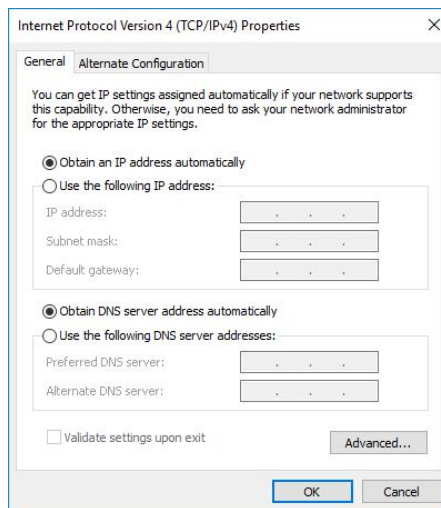 Internet Protocol Version 4 (TCP/IPv4) Properties
General
Alternate Configuration
You can get IP settings assigned automatically if your network supports
this capability. Otherwise, you need to ask your network administrator
for the appropriate IP settings.
Obtain an IP address automatically
Use the following IP address:
IP address:
Subnet mask:
Default gateway:
Obtain DNS server address automatically
Use the following DNS server addresses:
Preferred DNS server:
Alternate DNS server:
Validate settings upon exit
Advanced...
OK
Cancel